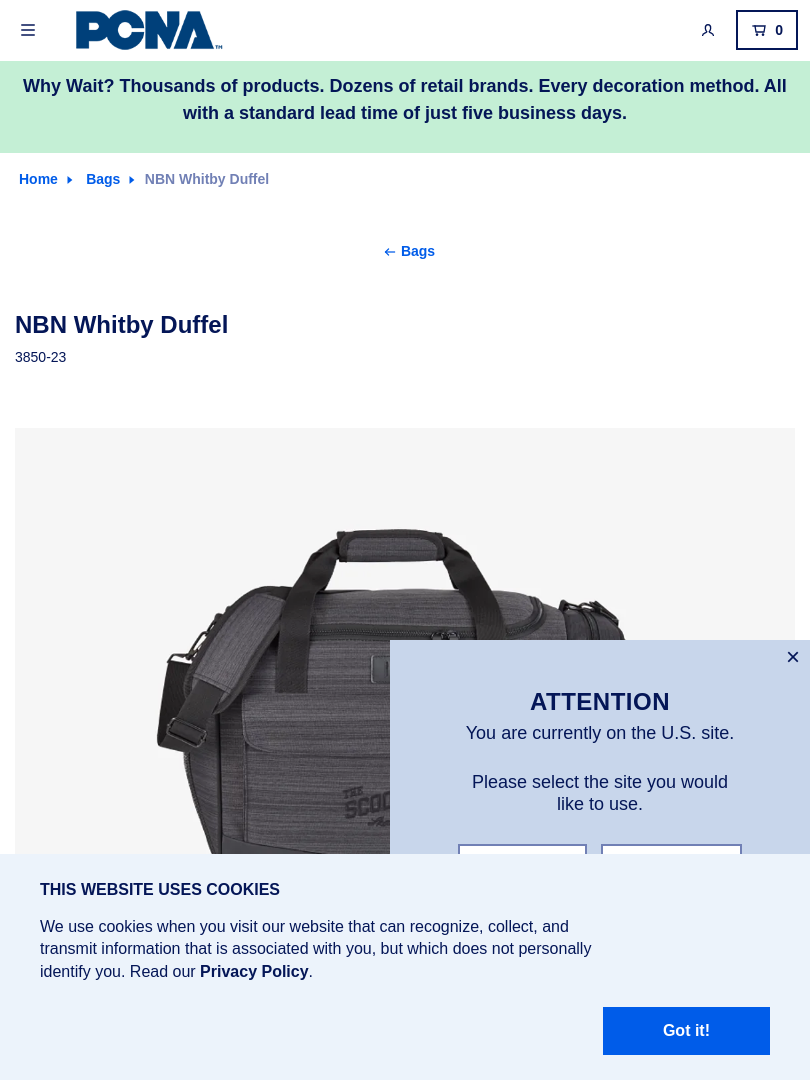 PCNA™
0
Why Wait? Thousands of products. Dozens of retail brands. Every decoration method. All
with a standard lead time of just five business days.
Home
Bags
NBN Whitby Duffel
Bags
NBN Whitby Duffel
3850-23
THE
ATTENTION
You are currently on the U.S. site.
Please select the site you would
like to use.
THIS WEBSITE USES COOKIES
We use cookies when you visit our website that can recognize, collect, and
transmit information that is associated with you, but which does not personally
identify you. Read our Privacy Policy.
Got it!